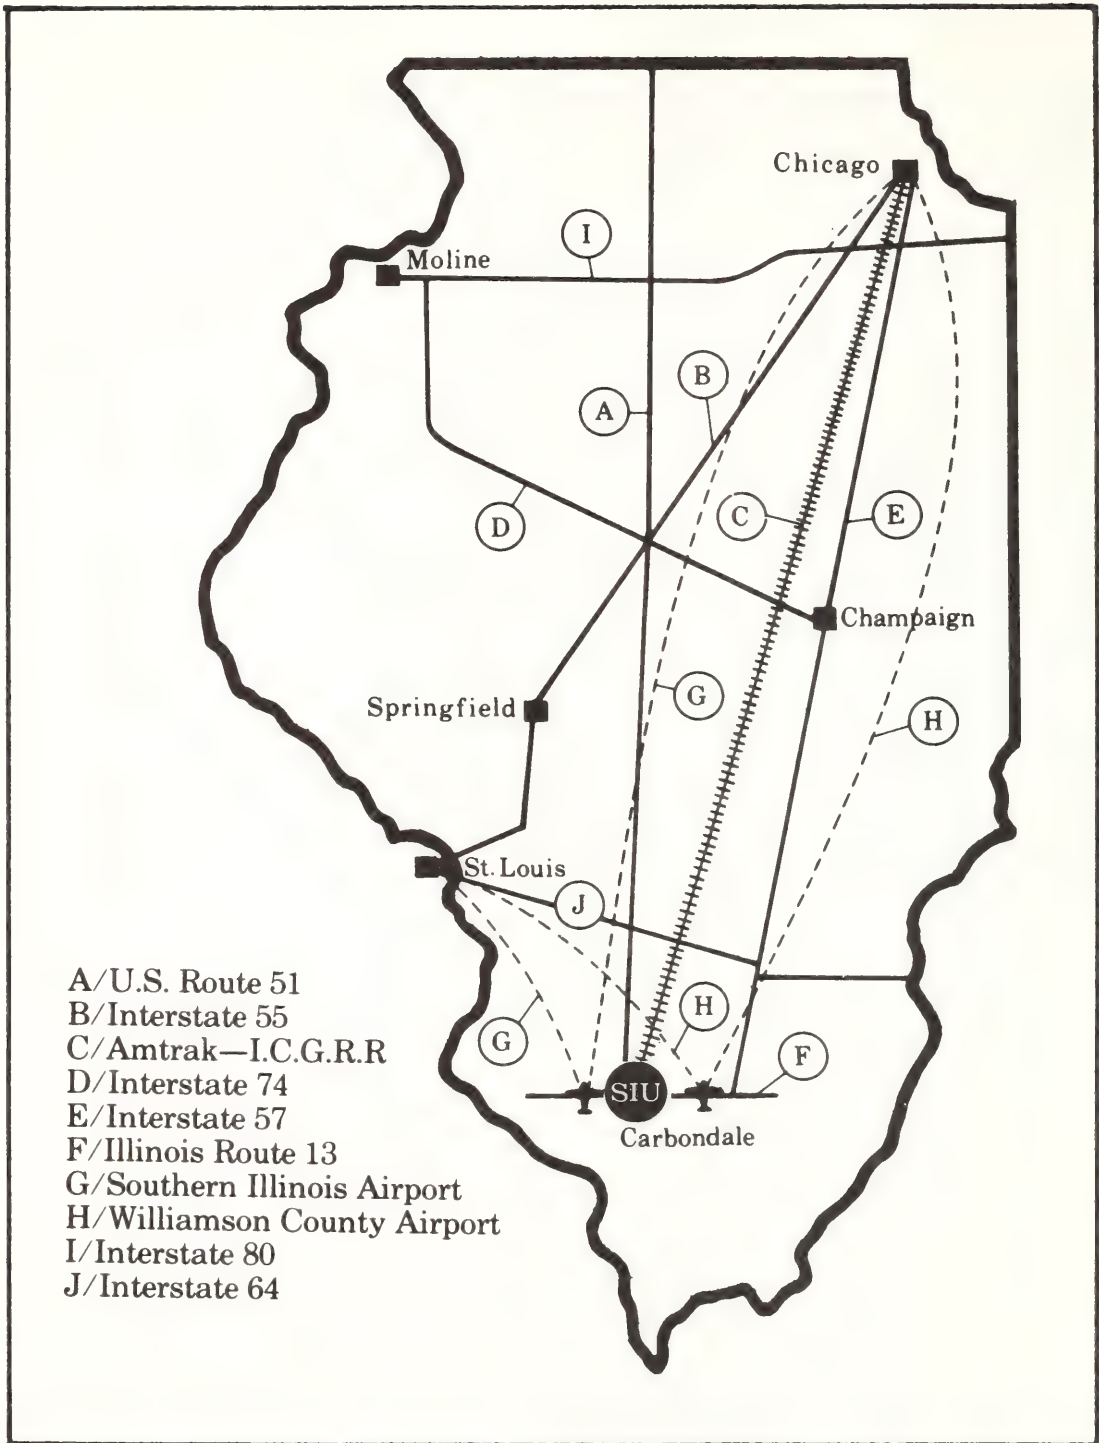 Chicago
I
Moline
B
A
C
E
D
Champaign
G
Springfield
H
St. Louis
J
A/U.S. Route 51
B/Interstate 55
C/Amtrak—I.C.G.R.R
D/Interstate 74
E/Interstate 57
F/Illinois Route 13
G/Southern Illinois Airport
H/Williamson County Airport
I/Interstate 80
J/Interstate 64
H
G
F
SIU
Carbondale